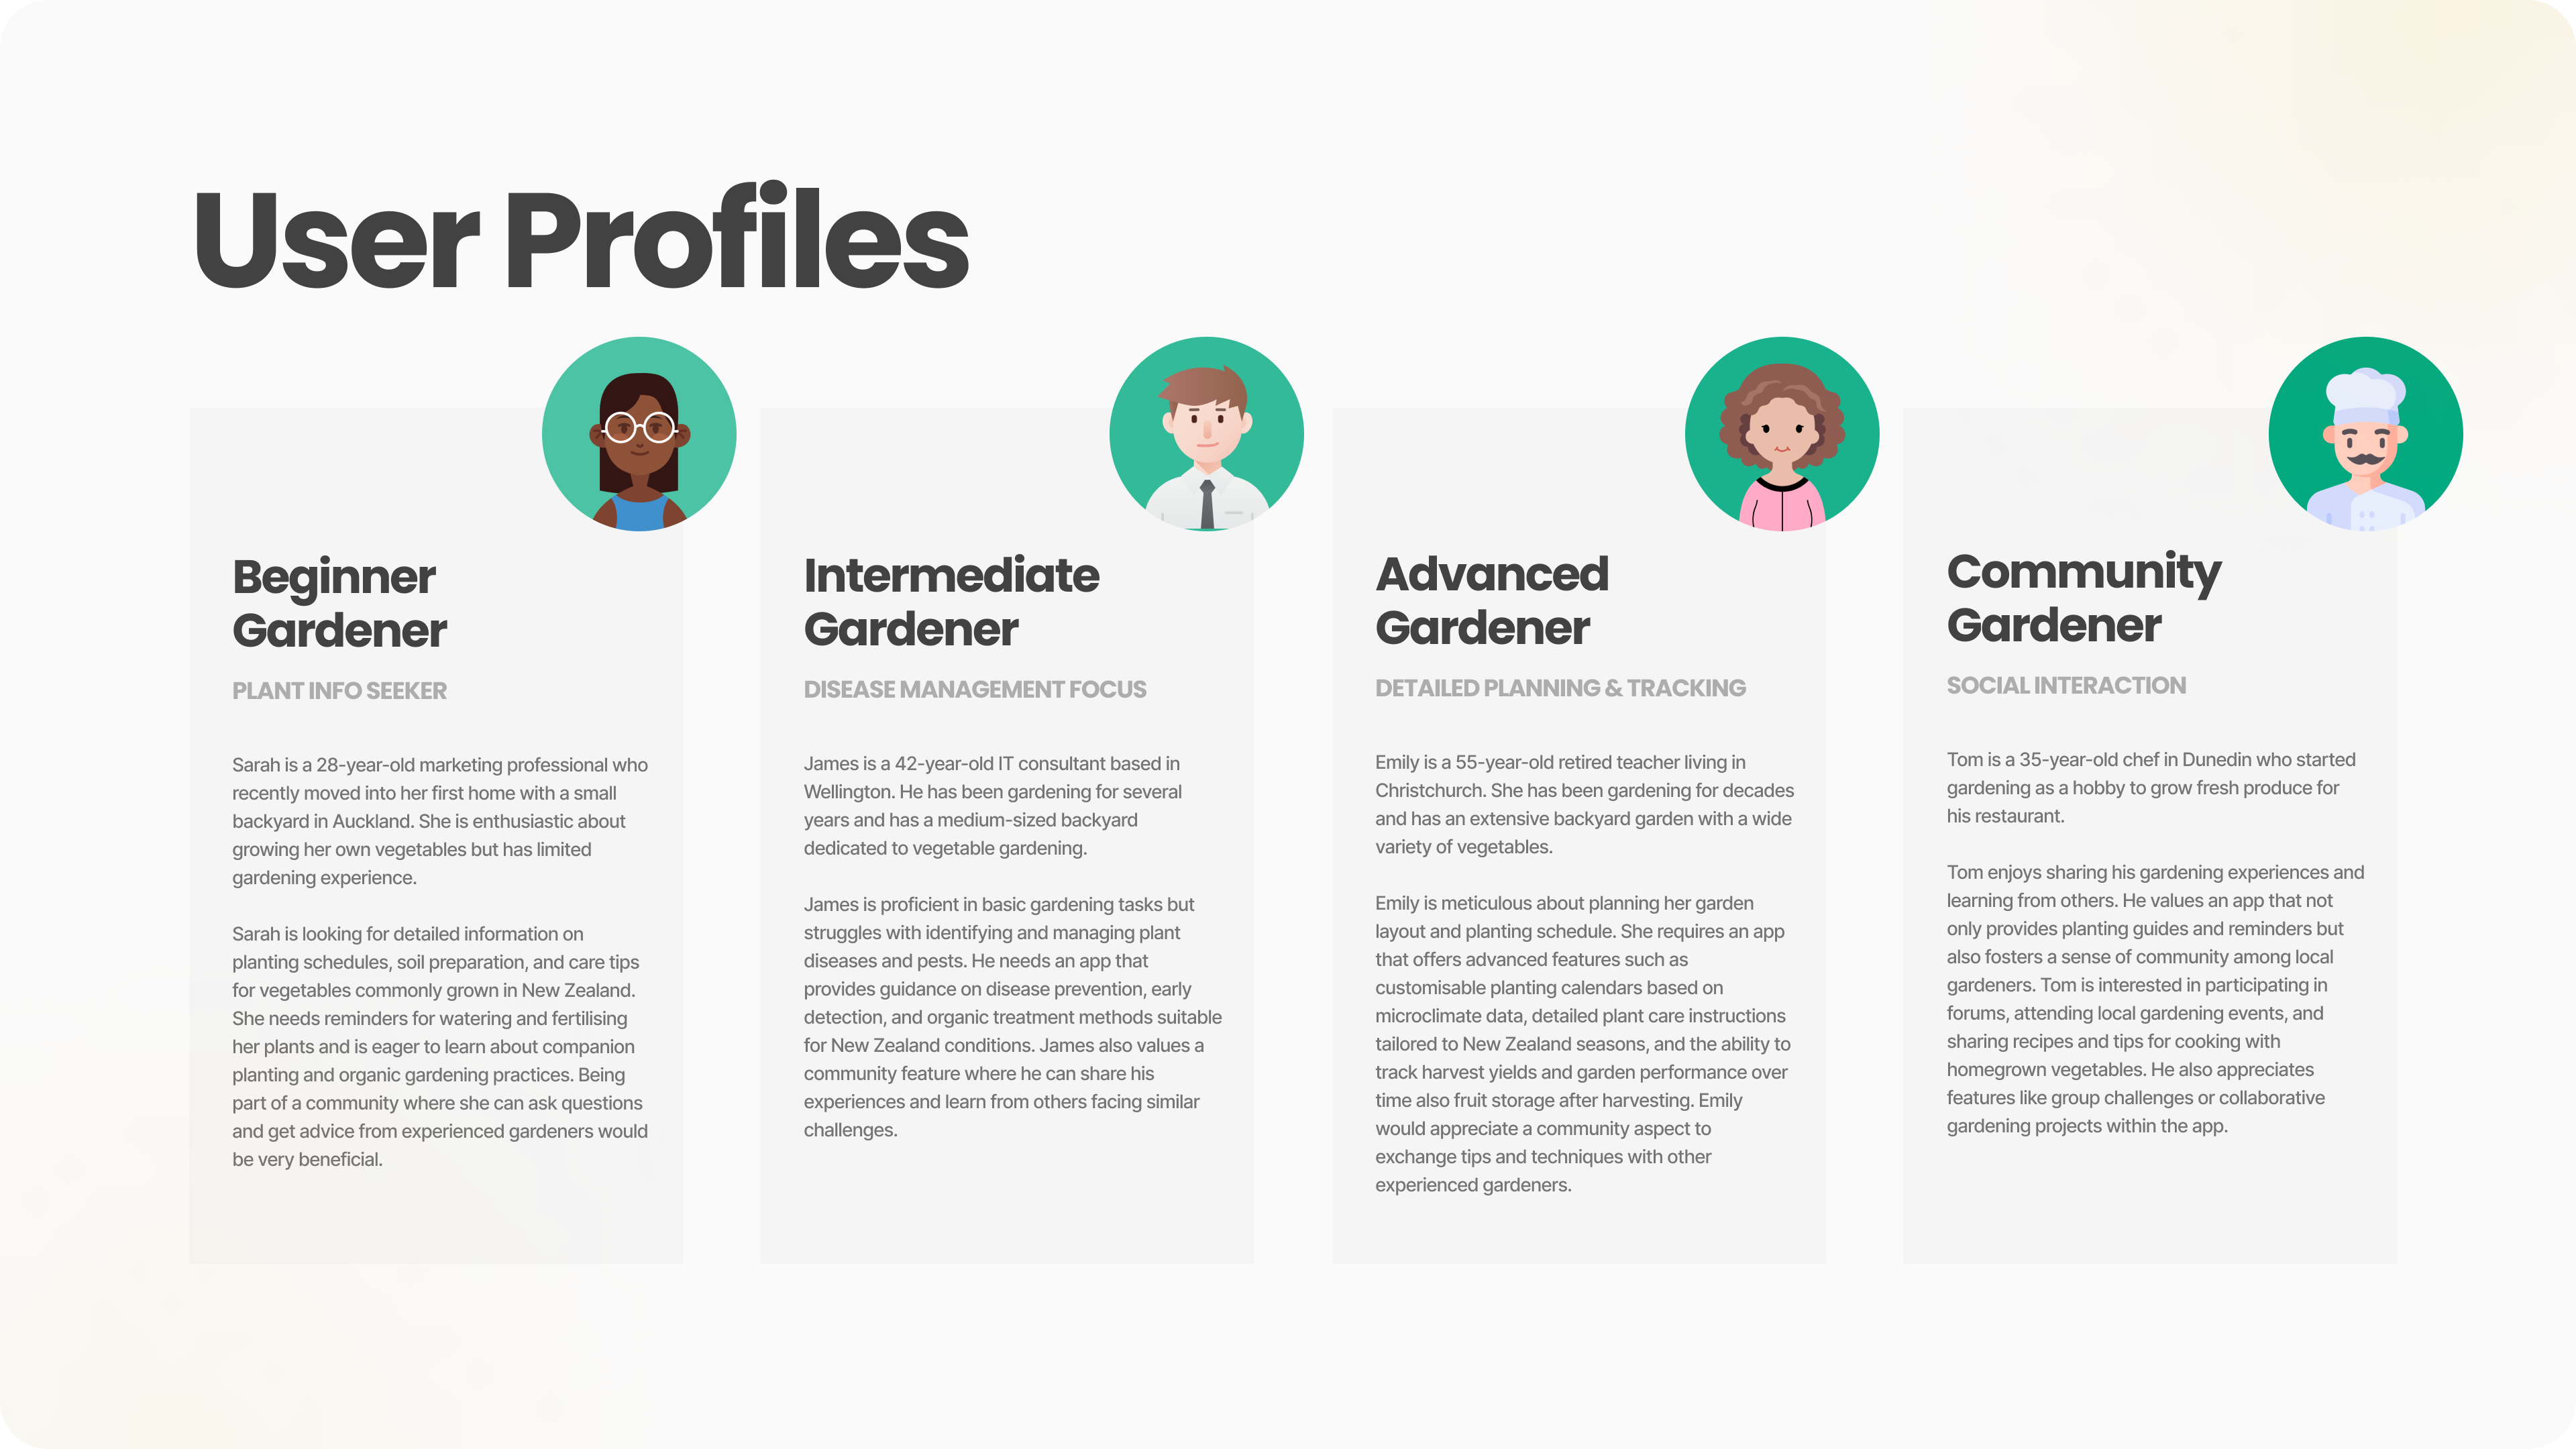 User Profiles
Beginner
Gardener
PLANT INFO SEEKER
Sarah is a 28-year-old marketing professional who
recently moved into her first home with a small
backyard in Auckland. She is enthusiastic about
growing her own vegetables but has limited
gardening experience.
Sarah is looking for detailed information on
planting schedules, soil preparation, and care tips
for vegetables commonly grown in New Zealand.
She needs reminders for watering and fertilising
her plants and is eager to learn about companion
planting and organic gardening practices. Being
part of a community where she can ask questions
and get advice from experienced gardeners would
be very beneficial.
Intermediate
Gardener
DISEASE MANAGEMENT FOCUS
James is a 42-year-old IT consultant based in
Wellington. He has been gardening for several
years and has a medium-sized backyard
dedicated to vegetable gardening.
James is proficient in basic gardening tasks but
struggles with identifying and managing plant
diseases and pests. He needs an app that
provides guidance on disease prevention, early
detection, and organic treatment methods suitable
for New Zealand conditions. James also values a
community feature where he can share his
experiences and learn from others facing similar
challenges.
Advanced
Gardener
DETAILED PLANNING & TRACKING
Emily is a 55-year-old retired teacher living in
Christchurch. She has been gardening for decades
and has an extensive backyard garden with a wide
variety of vegetables.
Emily is meticulous about planning her garden
layout and planting schedule. She requires an app
that offers advanced features such as
customisable planting calendars based on
microclimate data, detailed plant care instructions
tailored to New Zealand seasons, and the ability to
track harvest yields and garden performance over
time also fruit storage after harvesting. Emily
would appreciate a community aspect to
exchange tips and techniques with other
experienced gardeners.
Community
Gardener
SOCIAL INTERACTION
Tom is a 35-year-old chef in Dunedin who started
gardening as a hobby to grow fresh produce for
his restaurant.
Tom enjoys sharing his gardening experiences and
learning from others. He values an app that not
only provides planting guides and reminders but
also fosters a sense of community among local
gardeners. Tom is interested in participating in
forums, attending local gardening events, and
sharing recipes and tips for cooking with
homegrown vegetables. He also appreciates
features like group challenges or collaborative
gardening projects within the app.